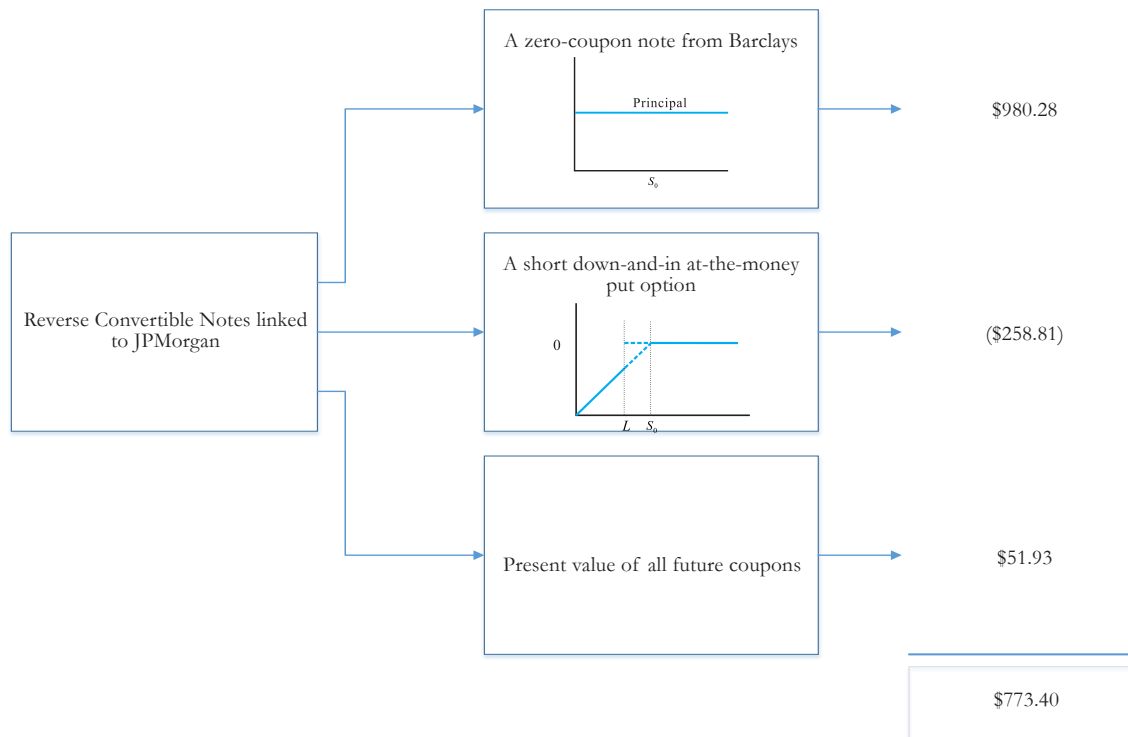 A zero-coupon note from Barclays
Principal
S₀
$980.28
Reverse Convertible Notes linked
to JPMorgan
A short down-and-in at-the-money
put option
0
L S₀
($258.81)
Present value of all future coupons
$51.93
$773.40